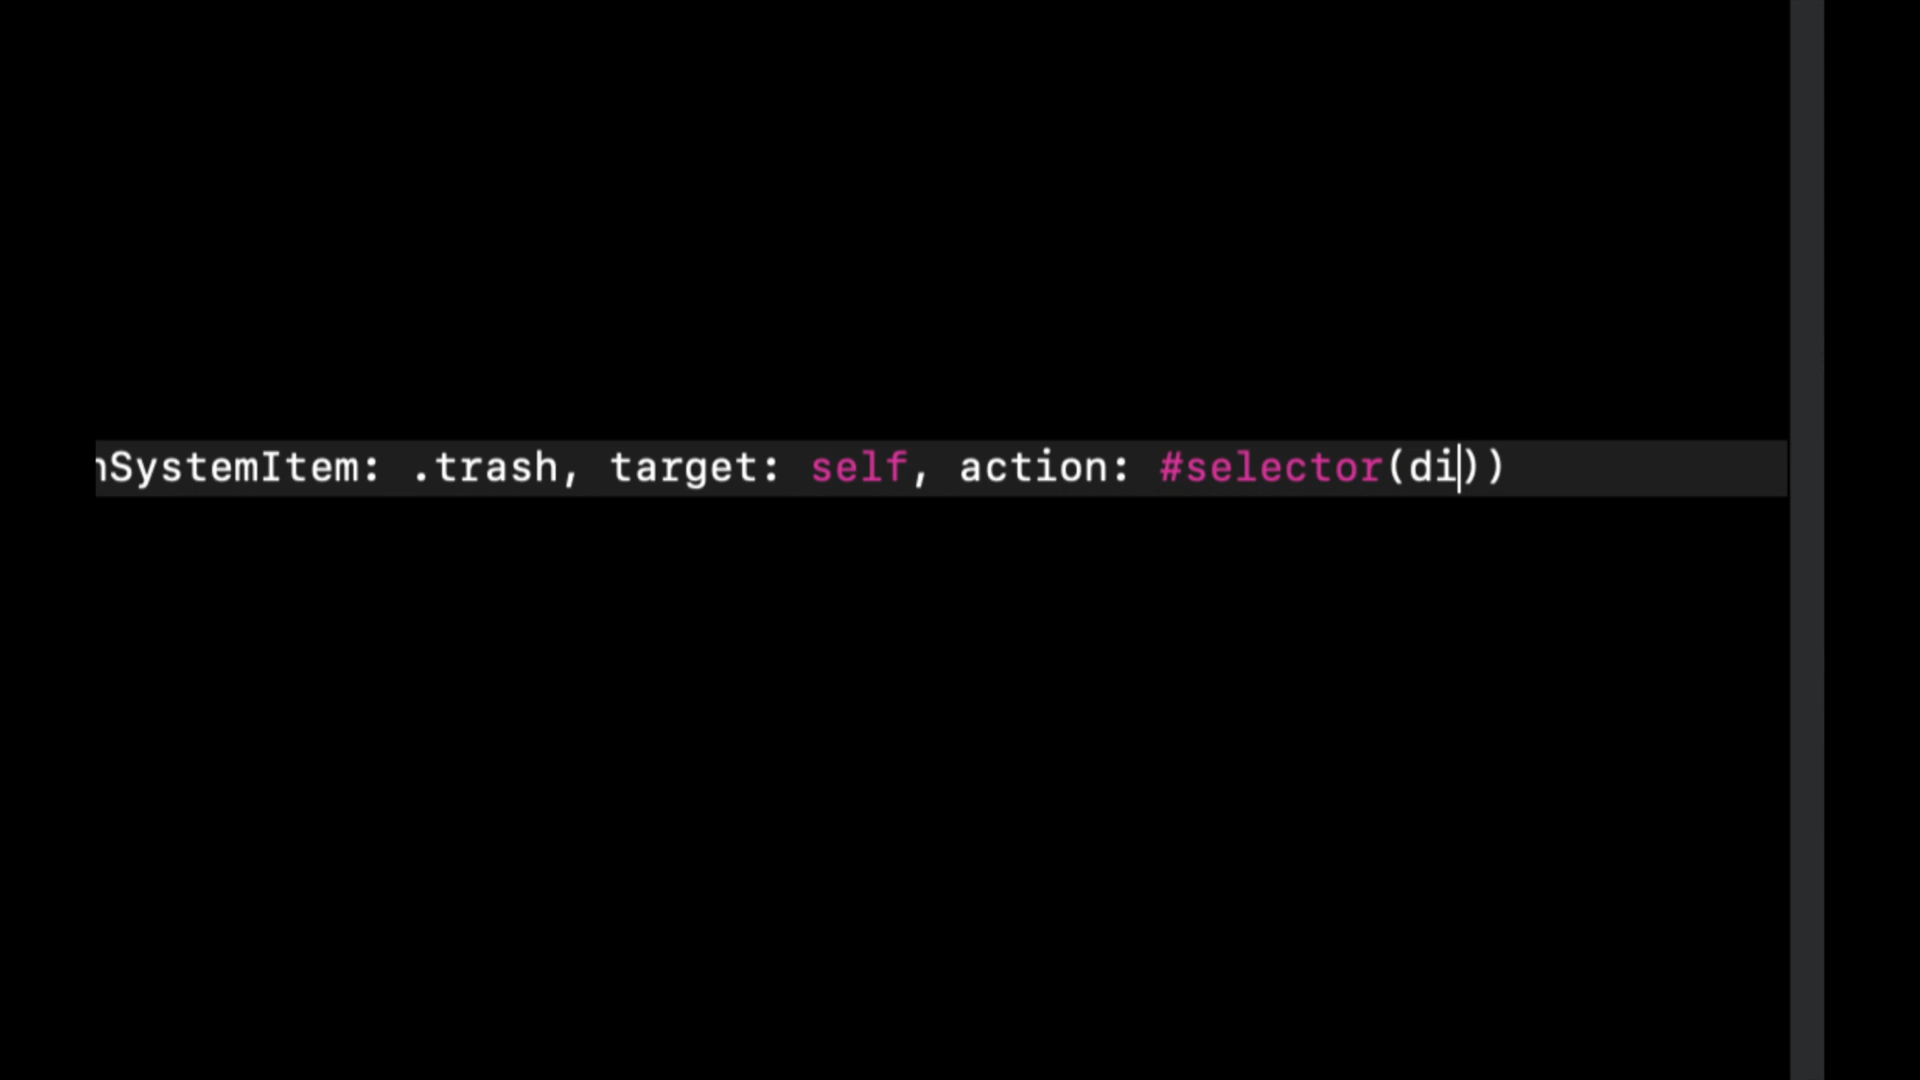 nSystemItem: .trash, target: self, action: #selector(di))